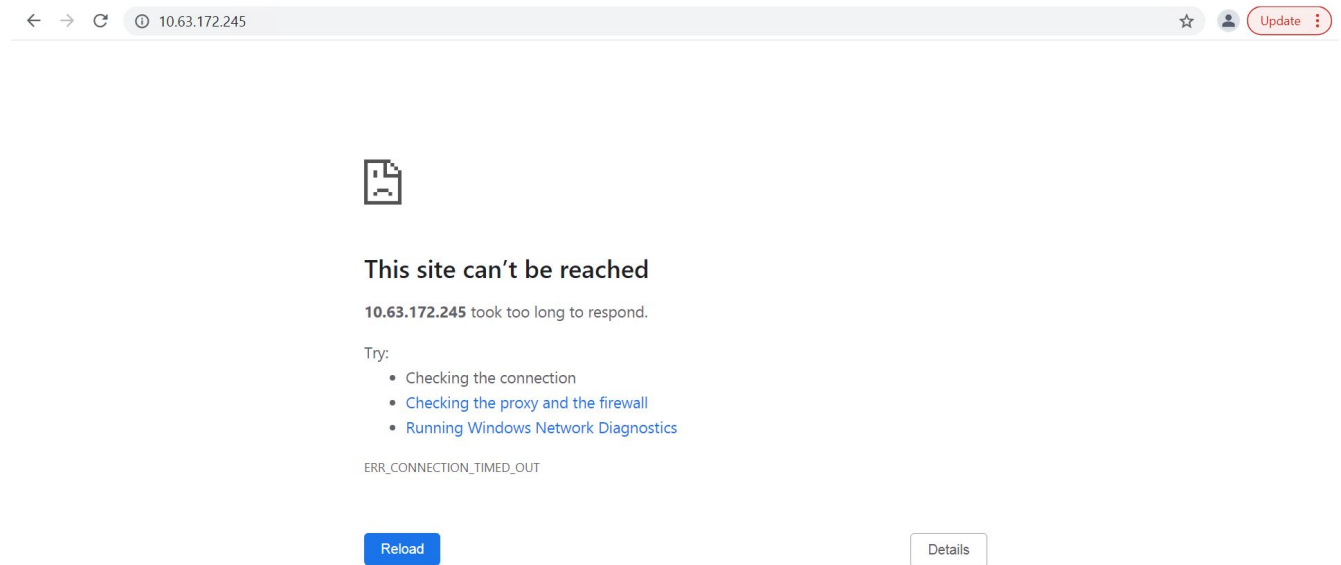 10.63.172.245
Update
This site can't be reached
10.63.172.245 took too long to respond.
Try:
Checking the connection
Checking the proxy and the firewall
Running Windows Network Diagnostics
ERR_CONNECTION_TIMED_OUT
Reload
Details